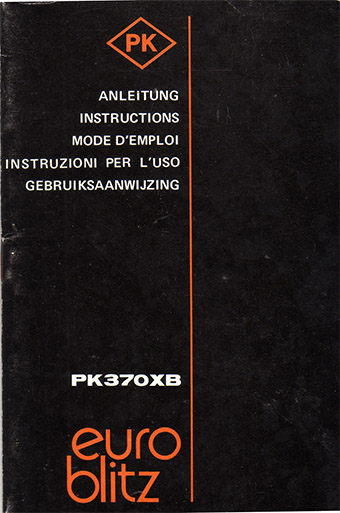 PK
ANLEITUNG
INSTRUCTIONS
MODE D'EMPLOI
INSTRUZIONI PER L'USO
GEBRUIKSAANWIJZING
PK370XB
euro
blitz